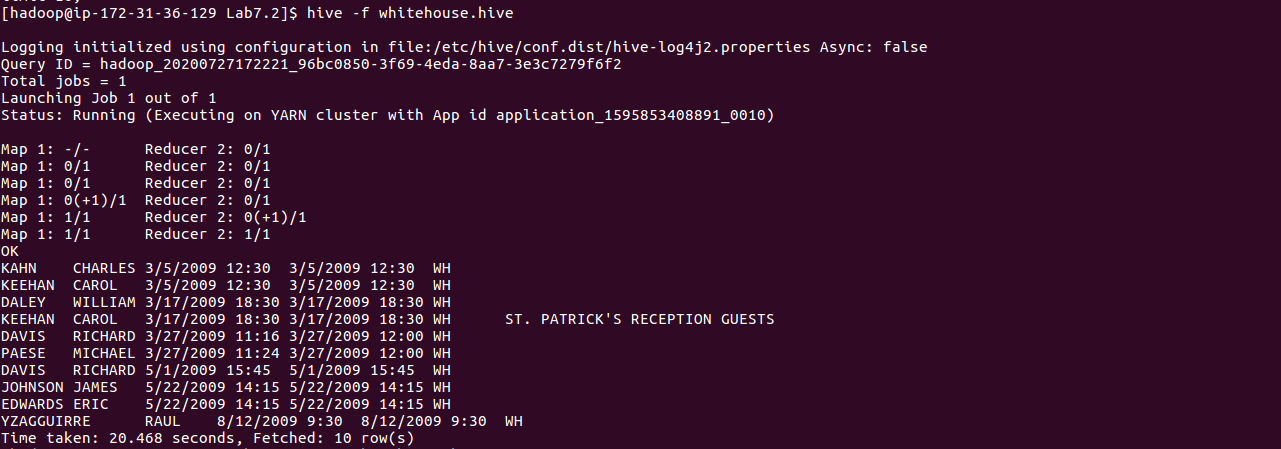 [hadoop@ip-172-31-36-129 Lab7.2]$ hive -f whitehouse.hive
Logging initialized using configuration in file:/etc/hive/conf.dist/hive-log4j2.properties Async: false
Query ID = hadoop_20200727172221_96bc0850-3f69-4eda-8aa7-3e3c7279f6f2
Total jobs = 1
Launching Job 1 out of 1
Status: Running (Executing on YARN cluster with App id application_1595853408891_0010)
Map 1: -/-      Reducer 2: 0/1
Map 1: 0/1      Reducer 2: 0/1
Map 1: 0/1      Reducer 2: 0/1
Map 1: 0(+1)/1  Reducer 2: 0/1
Map 1: 1/1      Reducer 2: 0(+1)/1
Map 1: 1/1      Reducer 2: 1/1
OK
KAHN    CHARLES 3/5/2009 12:30  3/5/2009 12:30  WH
KEEHAN  CAROL   3/5/2009 12:30  3/5/2009 12:30  WH
DALEY   WILLIAM 3/17/2009 18:30 3/17/2009 18:30 WH
KEEHAN  CAROL   3/17/2009 18:30 3/17/2009 18:30 WH      ST. PATRICK'S RECEPTION GUESTS
DAVIS   RICHARD 3/27/2009 11:16 3/27/2009 12:00 WH
PAESE   MICHAEL 3/27/2009 11:24 3/27/2009 12:00 WH
DAVIS   RICHARD 5/1/2009 15:45  5/1/2009 15:45  WH
JOHNSON JAMES   5/22/2009 14:15 5/22/2009 14:15 WH
EDWARDS ERIC    5/22/2009 14:15 5/22/2009 14:15 WH
YZAGGUIRRE      RAUL    8/12/2009 9:30  8/12/2009 9:30  WH
Time taken: 20.468 seconds, Fetched: 10 row(s)